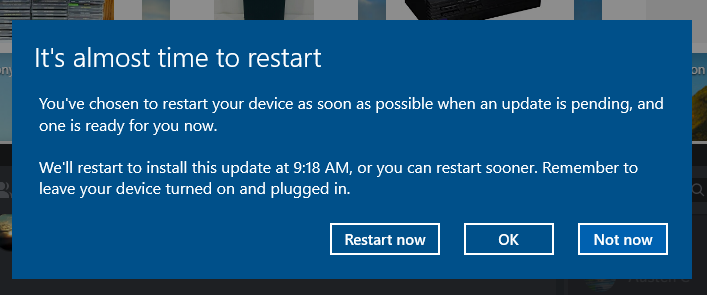 It's almost time to restart
You've chosen to restart your device as soon as possible when an update is pending, and
one is ready for you now.
We'll restart to install this update at 9:18 AM, or you can restart sooner. Remember to
leave your device turned on and plugged in.
Restart now OK Not now